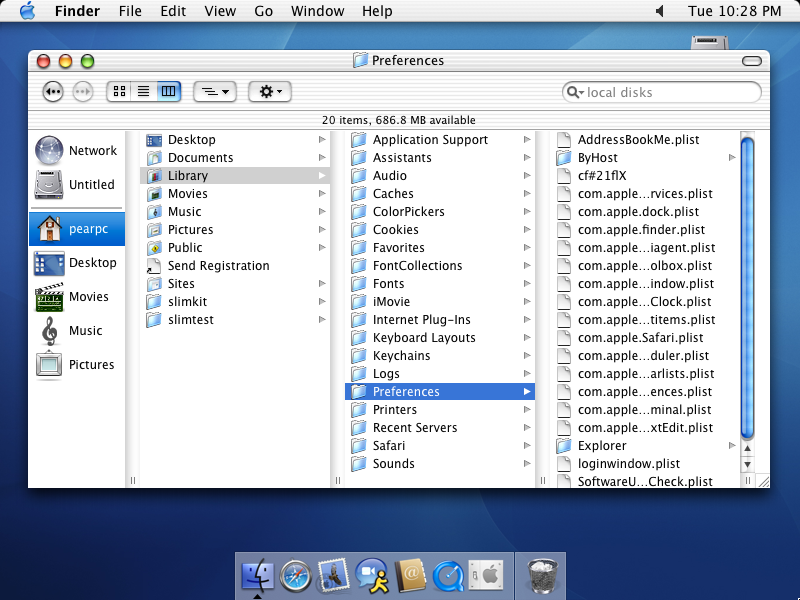 Finder File Edit View Go Window Help Tue 10:28 PM
Preferences
local disks
20 items, 686.8 MB available
Network
Untitled
pearpc
Desktop
Movies
Music
Pictures
Desktop
Documents
Library
Movies
Music
Pictures
Public
Send Registration
Sites
slimkit
slimtest
Application Support
Assistants
Audio
Caches
ColorPickers
Cookies
Favorites
FontCollections
Fonts
iMovie
Internet Plug-Ins
Keyboard Layouts
Keychains
Logs
Preferences
Printers
Recent Servers
Safari
Sounds
AddressBookMe.plist
ByHost
cf#21flX
com.apple...rvices.plist
com.apple.dock.plist
com.apple.finder.plist
com.apple...iagent.plist
com.apple...olbox.plist
com.apple...indow.plist
com.apple...Clock.plist
com.apple...titems.plist
com.apple.Safari.plist
com.apple...duler.plist
com.apple...arlists.plist
com.apple...ences.plist
com.apple...minal.plist
com.apple...xtEdit.plist
Explorer
loginwindow.plist
SoftwareU...Check.plist